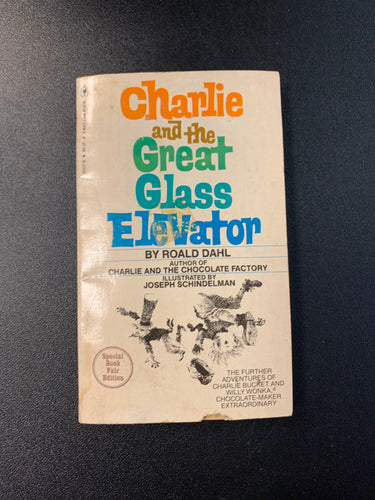 Charlie
and the
Great
Glass
Elevator
BY ROALD DAHL
AUTHOR OF
CHARLIE AND THE CHOCOLATE FACTORY
ILLUSTRATED BY
JOSEPH SCHINDELMAN
Special
Book
Fair
Edition
THE FURTHER
ADVENTURES OF
CHARLIE BUCKET AND
WILLY WONKA,
CHOCOLATE-MAKER
EXTRAORDINARY